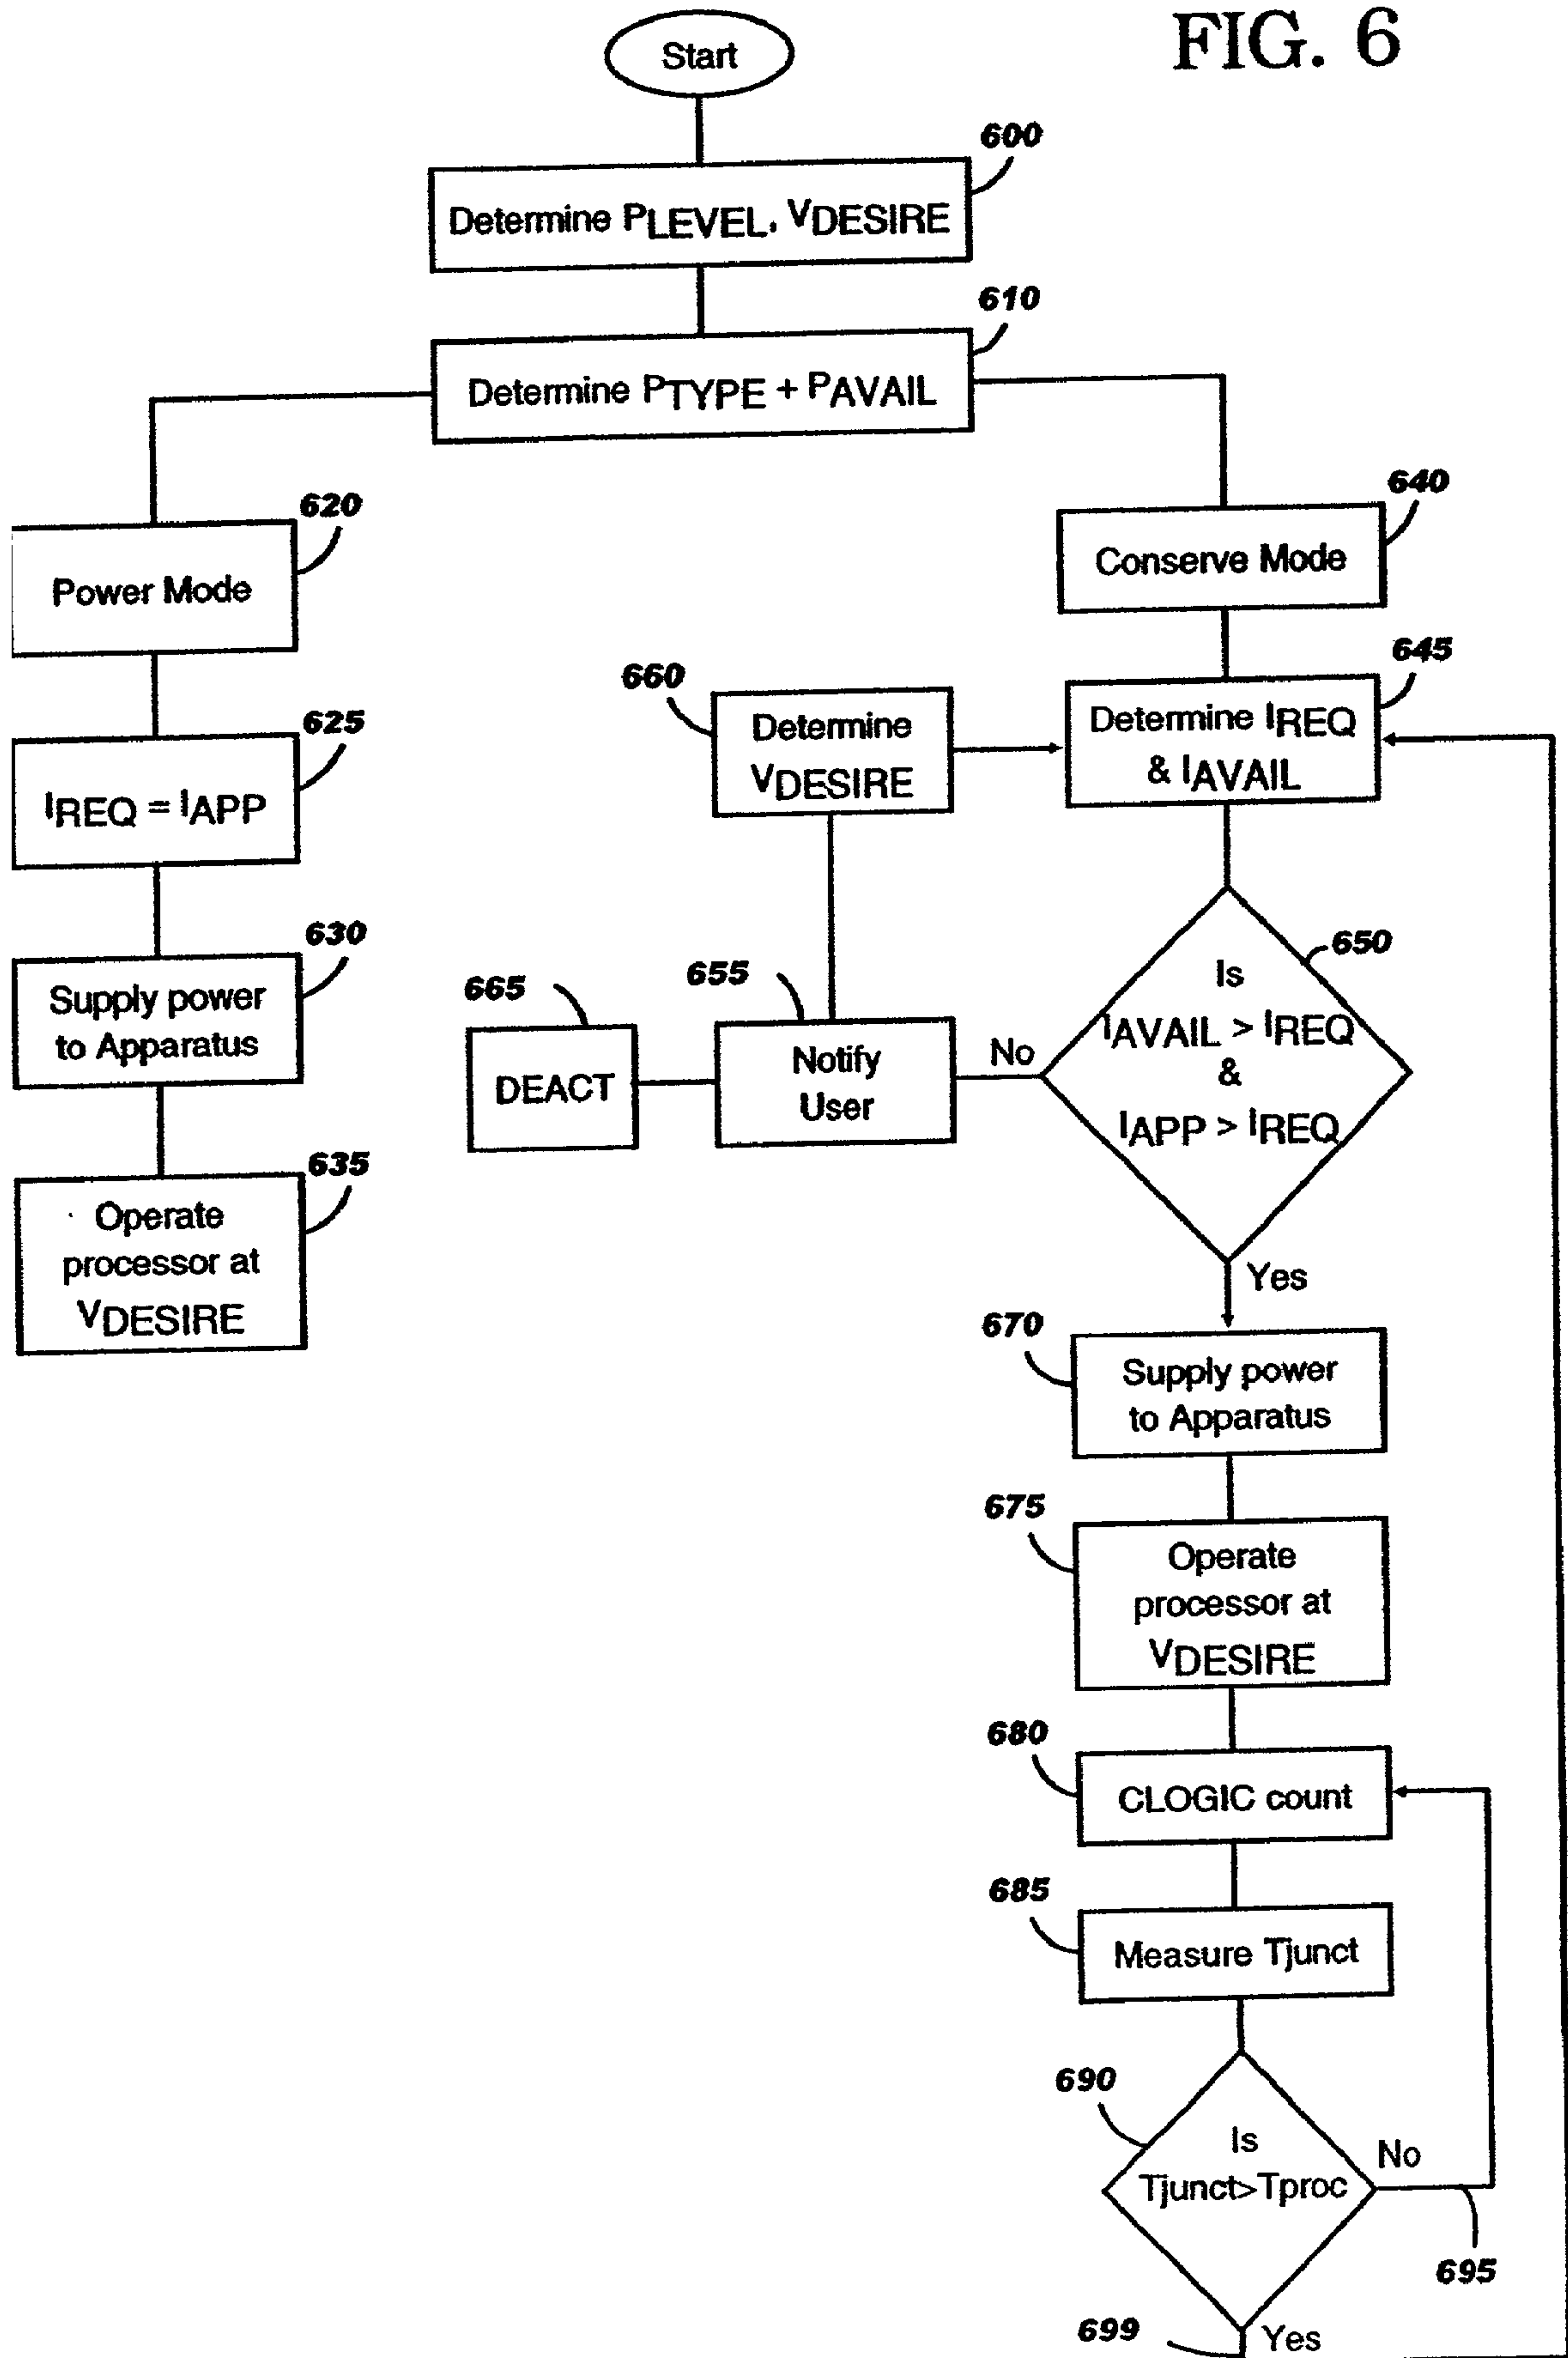 FIG. 6
Start
600
Determine PLEVEL, VDESIRE
610
Determine PTYPE + PAVAIL
620
Power Mode
625
IREQ = IAPP
630
Supply power
to Apparatus
635
Operate
processor at
VDESIRE
640
Conserve Mode
645
Determine IREQ
& IAVAIL
660
Determine
VDESIRE
650
Is
IAVAIL > IREQ
&
IAPP > IREQ
No
655
Notify
User
665
DEACT
Yes
670
Supply power
to Apparatus
675
Operate
processor at
VDESIRE
680
CLOGIC count
685
Measure Tjunct
690
Is
Tjunct>Tproc
No
695
699
Yes